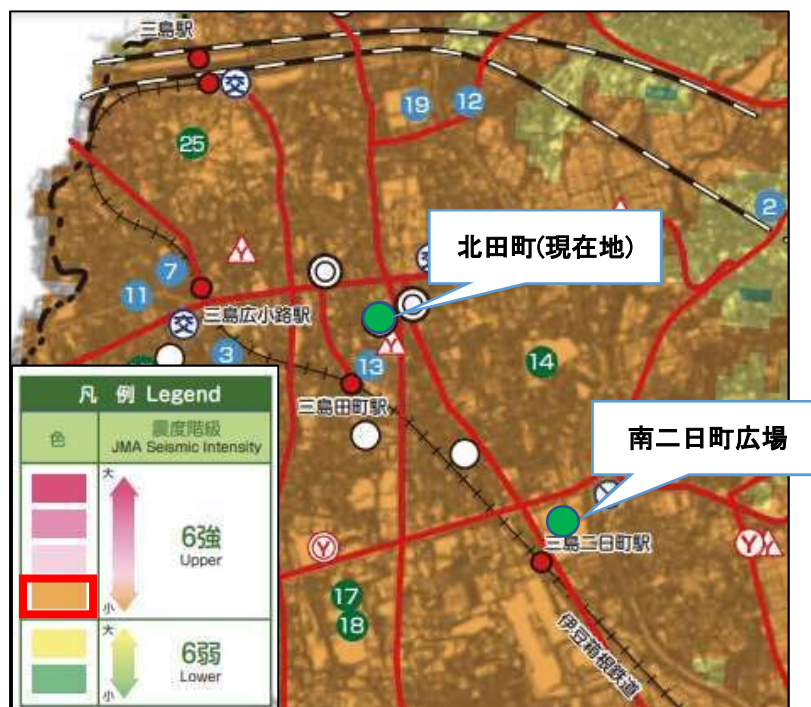 三島駅
交
19
12
25
2
北田町(現在地)
7
11
三島広小路駅
交
3
13
14
三島田町駅
南二日町広場
三島二日町駅
17
18
伊豆箱根鉄道
凡 例 Legend
色
震度階級
JMA Seismic Intensity
大
6強
Upper
小
大
6弱
Lower
小